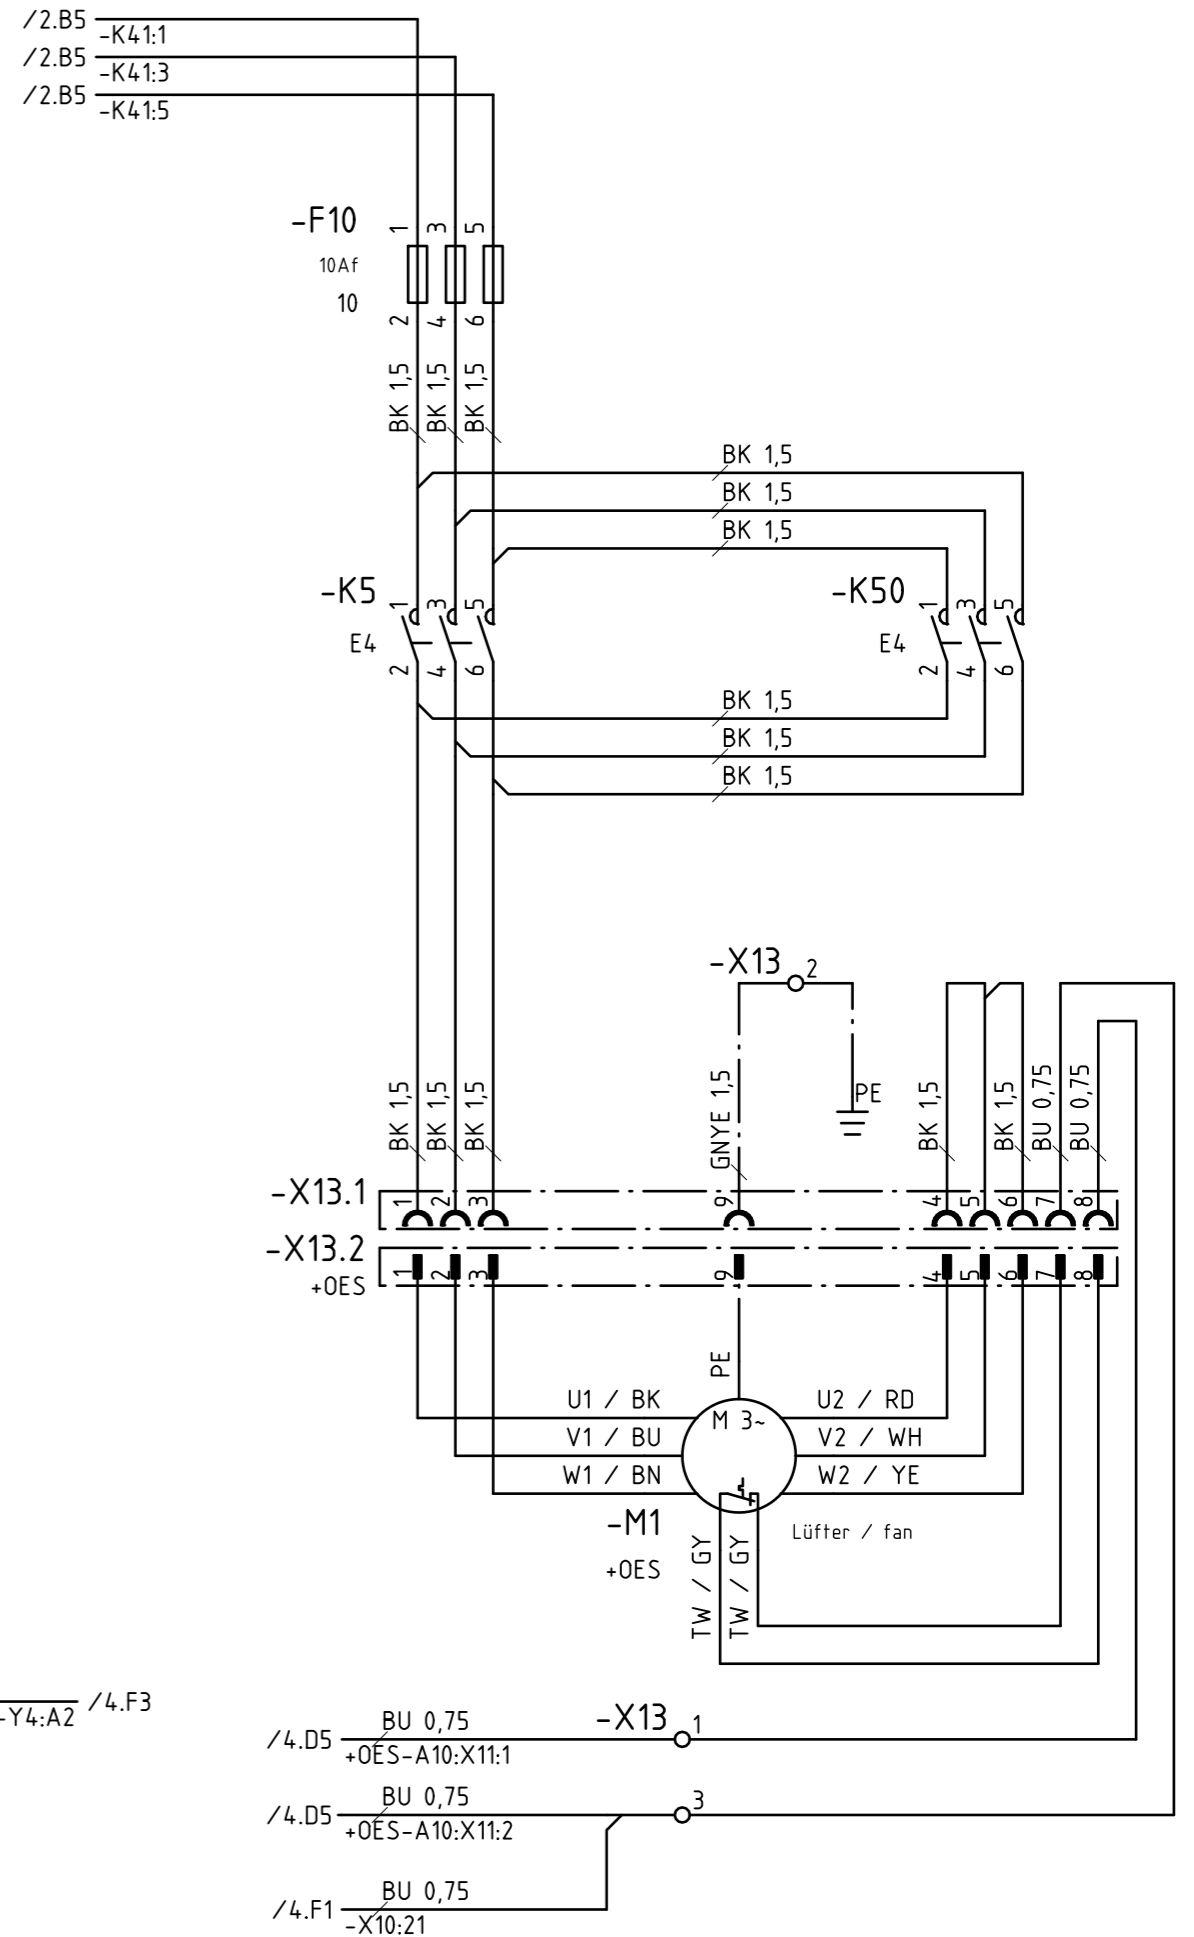 /2.B5
-K41:1
/2.B5
-K41:3
/2.B5
-K41:5
-F10
1 3 5
10Af
10
2 4 6
BK 1,5
BK 1,5
BK 1,5
BK 1,5
BK 1,5
BK 1,5
-K5
1 3 5
E4
2 4 6
-K50
1 3 5
E4
2 4 6
BK 1,5
BK 1,5
BK 1,5
-X13 2
PE
BK 1,5
BK 1,5
BK 1,5
GNYE 1,5
BK 1,5
BK 1,5
BU 0,75
BU 0,75
-X13.1
1 2 3 9 4 5 6 7 8
-X13.2
+OES
1 2 3 9 4 5 6 7 8
PE
U1 / BK
M 3~
U2 / RD
V1 / BU
V2 / WH
W1 / BN
W2 / YE
-M1
+OES
Lüfter / fan
TW / GY
TW / GY
-Y4:A2
/4.F3
/4.D5
BU 0,75
+OES-A10:X11:1
-X13 1
/4.D5
BU 0,75
+OES-A10:X11:2
3
/4.F1
BU 0,75
-X10:21